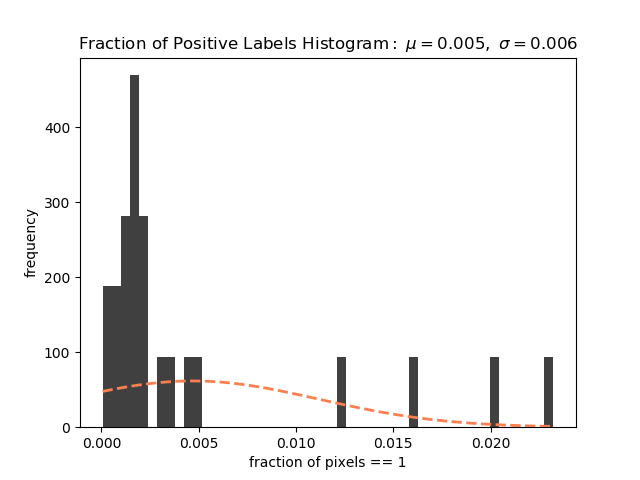 Fraction of Positive Labels Histogram: μ = 0.005, σ = 0.006
frequency
400
300
200
100
0
0.000 0.005 0.010 0.015 0.020
fraction of pixels == 1